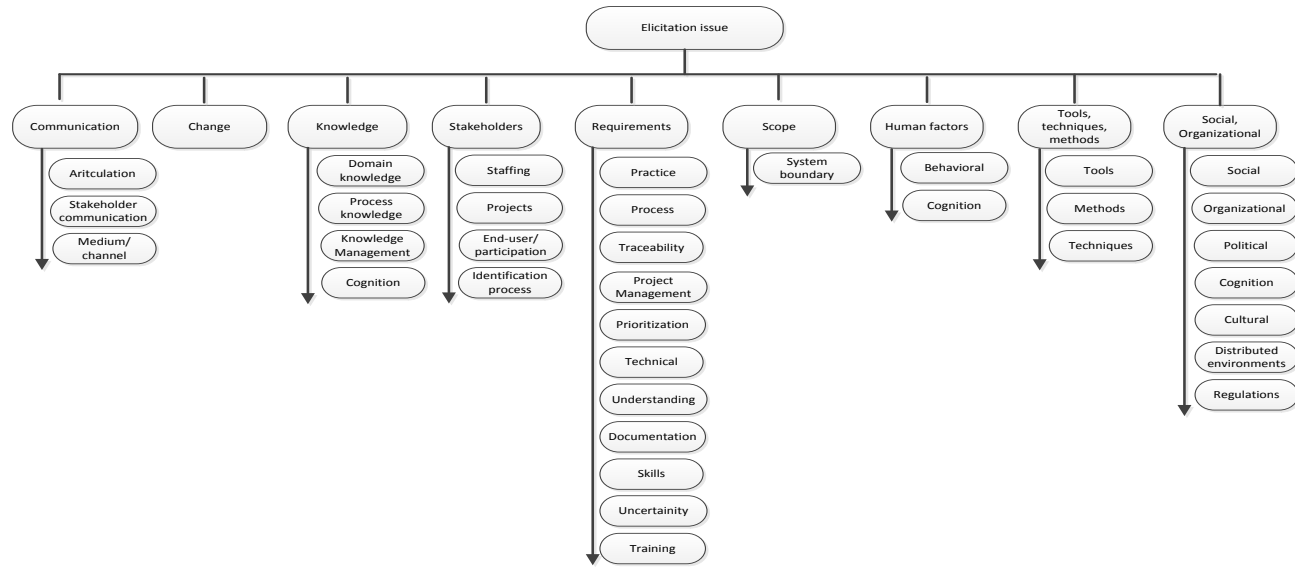 Elicitation issue
Communication
Aritculation
Stakeholder
communication
Medium/
channel
Change
Knowledge
Domain
knowledge
Process
knowledge
Knowledge
Management
Cognition
Stakeholders
Staffing
Projects
End-user/
participation
Identification
process
Requirements
Practice
Process
Traceability
Project
Management
Prioritization
Technical
Understanding
Documentation
Skills
Uncertainity
Training
Scope
System
boundary
Human factors
Behavioral
Cognition
Tools,
techniques,
methods
Tools
Methods
Techniques
Social,
Organizational
Social
Organizational
Political
Cognition
Cultural
Distributed
environments
Regulations